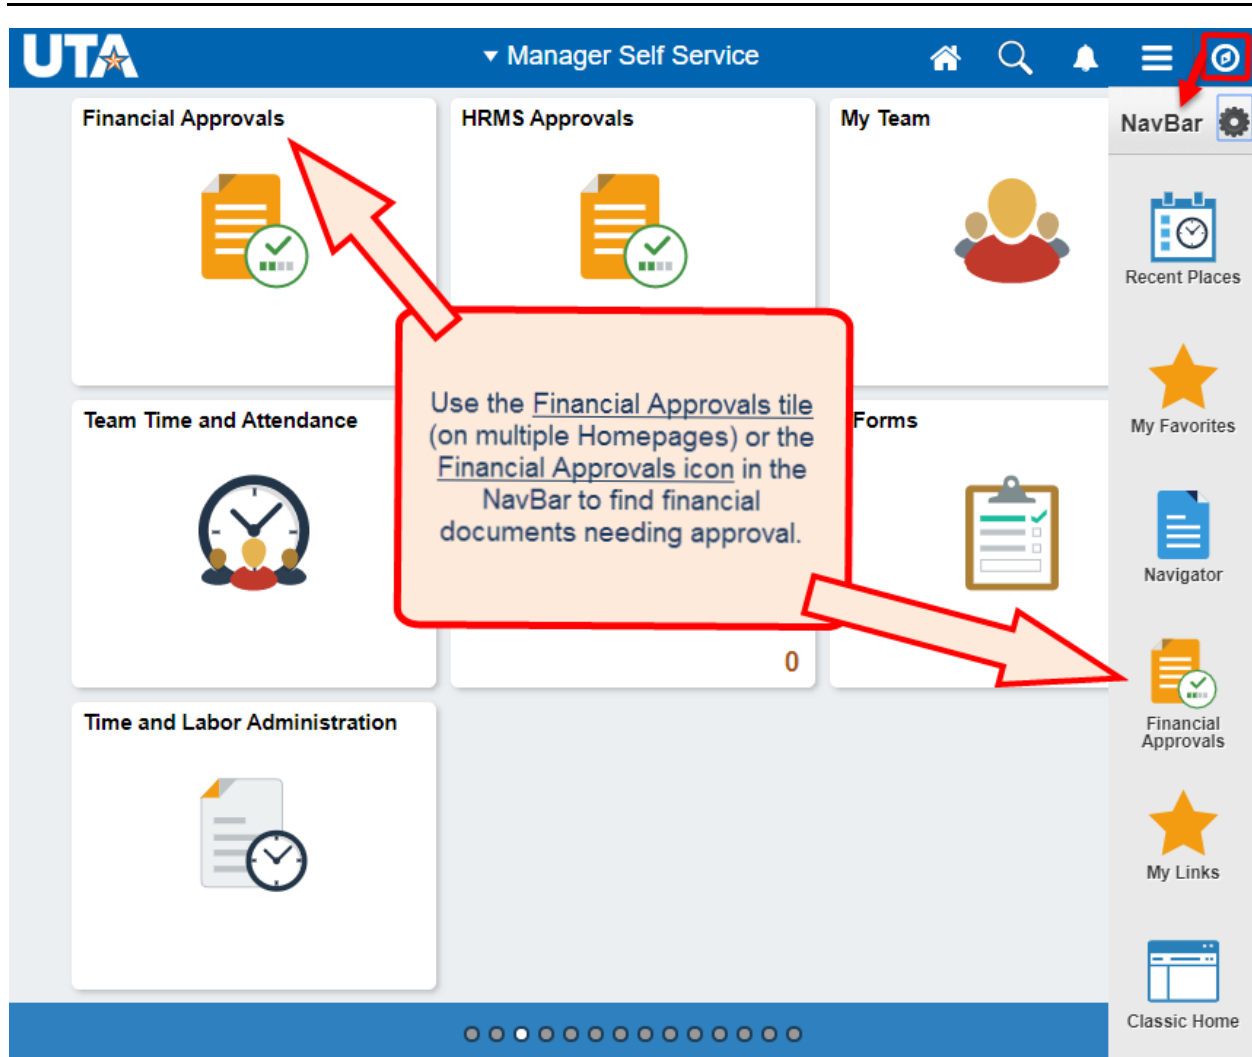 UTA
Manager Self Service
Financial Approvals
HRMS Approvals
My Team
NavBar
Recent Places
My Favorites
Use the Financial Approvals tile
(on multiple Homepages) or the
Financial Approvals icon in the
NavBar to find financial
documents needing approval.
Team Time and Attendance
Forms
Navigator
0
Financial
Approvals
Time and Labor Administration
My Links
Classic Home